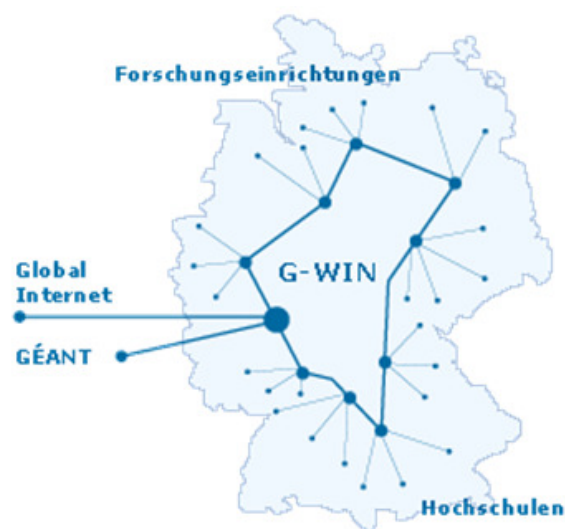 Forschungseinrichtungen
G-WIN
Global
Internet
GÉANT
Hochschulen